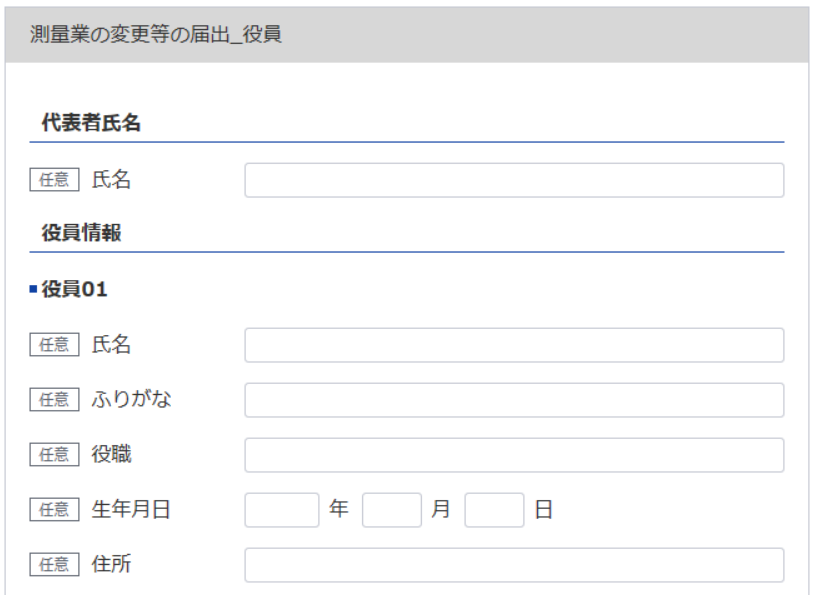 測量業の変更等の届出_役員
代表者氏名
任意 氏名
役員情報
役員01
任意 氏名
任意 ふりがな
任意 役職
任意 生年月日 年 月 日
任意 住所